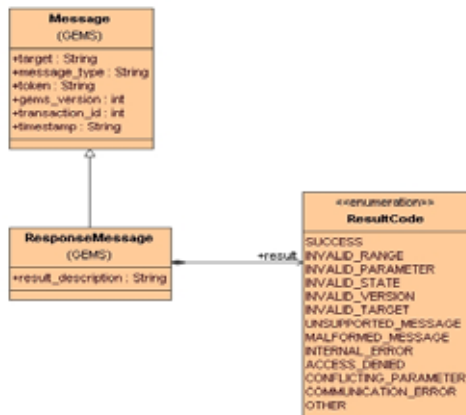 Message
(GEMS)
+target : String
+message_type : String
+token : String
+gems_version : int
+transaction_id : int
+timestamp : String
ResponseMessage
(GEMS)
+result_description : String
+result
<<enumeration>>
ResultCode
SUCCESS
INVALID_RANGE
INVALID_PARAMETER
INVALID_STATE
INVALID_VERSION
INVALID_TARGET
UNSUPPORTED_MESSAGE
MALFORMED_MESSAGE
INTERNAL_ERROR
ACCESS_DENIED
CONFLICTING_PARAMETER
COMMUNICATION_ERROR
OTHER